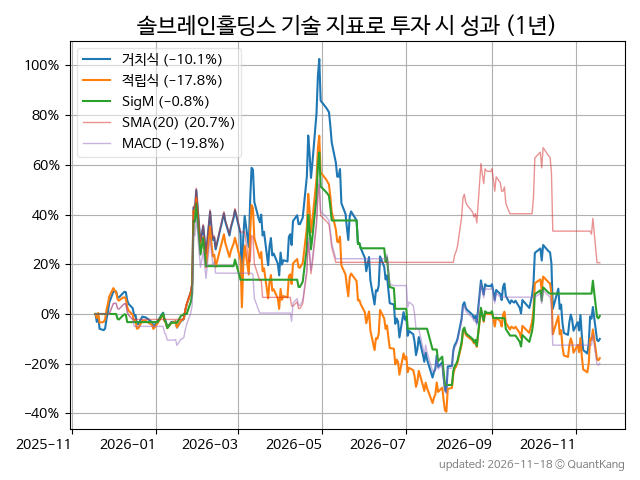 솔브레인홀딩스 기술 지표로 투자 시 성과 (1년)
거치식 (-10.1%)
적립식 (-17.8%)
SigM (-0.8%)
SMA(20) (20.7%)
MACD (-19.8%)
100%
80%
60%
40%
20%
0%
-20%
-40%
2025-11 2026-01 2026-03 2026-05 2026-07 2026-09 2026-11
updated: 2026-11-18 © QuantKang